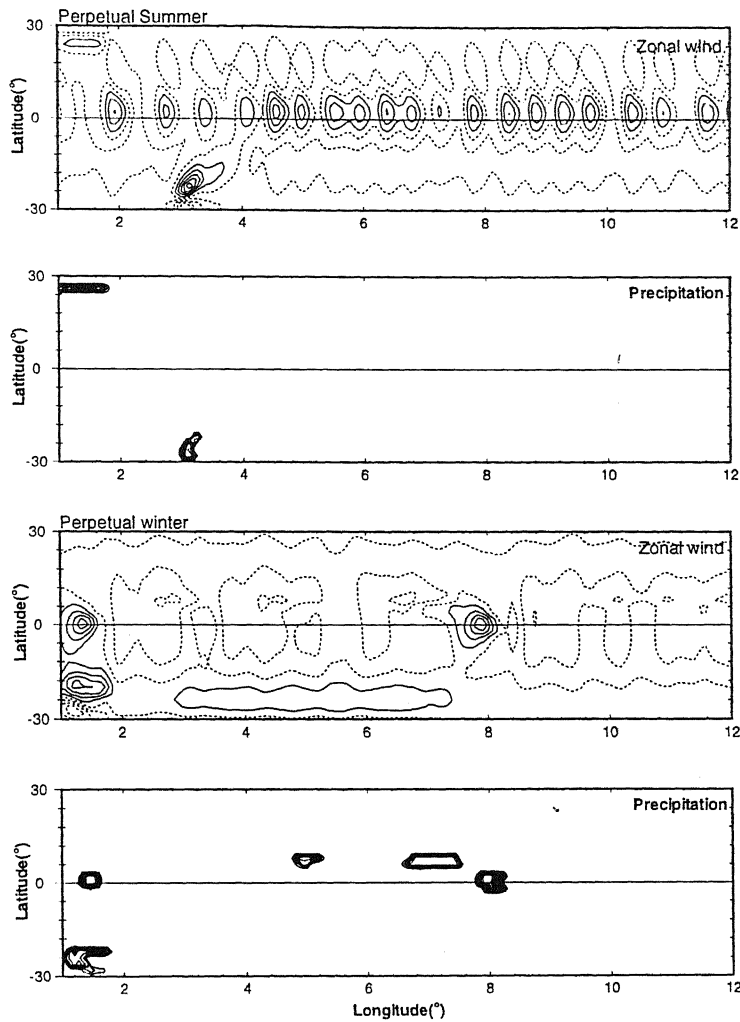 Perpetual Summer
Zonal wind
Latitude(°)
30
0
-30
2 4 6 8 10 12
Precipitation
Latitude(°)
30
0
-30
2 4 6 8 10 12
Perpetual winter
Zonal wind
Latitude(°)
30
0
-30
2 4 6 8 10 12
Precipitation
Latitude(°)
30
0
-30
2 4 6 8 10 12
Longitude(°)